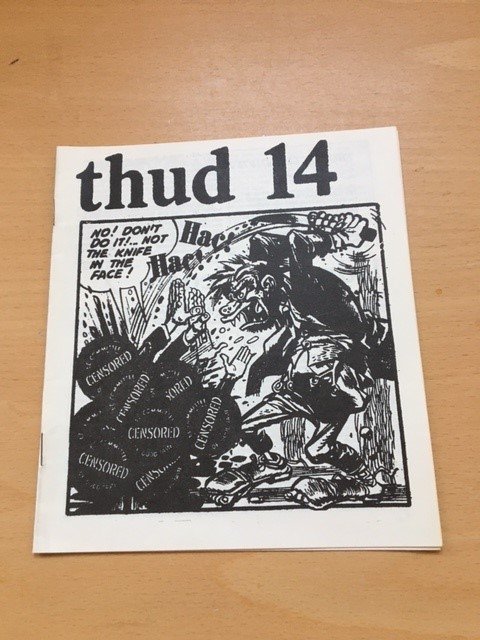 thud 14
NO! DON'T
DO IT!... NOT
THE KNIFE
IN THE
FACE!
Hac
Hac
CENSORED
CENSORED
CENSORED
CENSORED
CENSORED
CENSORED
CENSORED